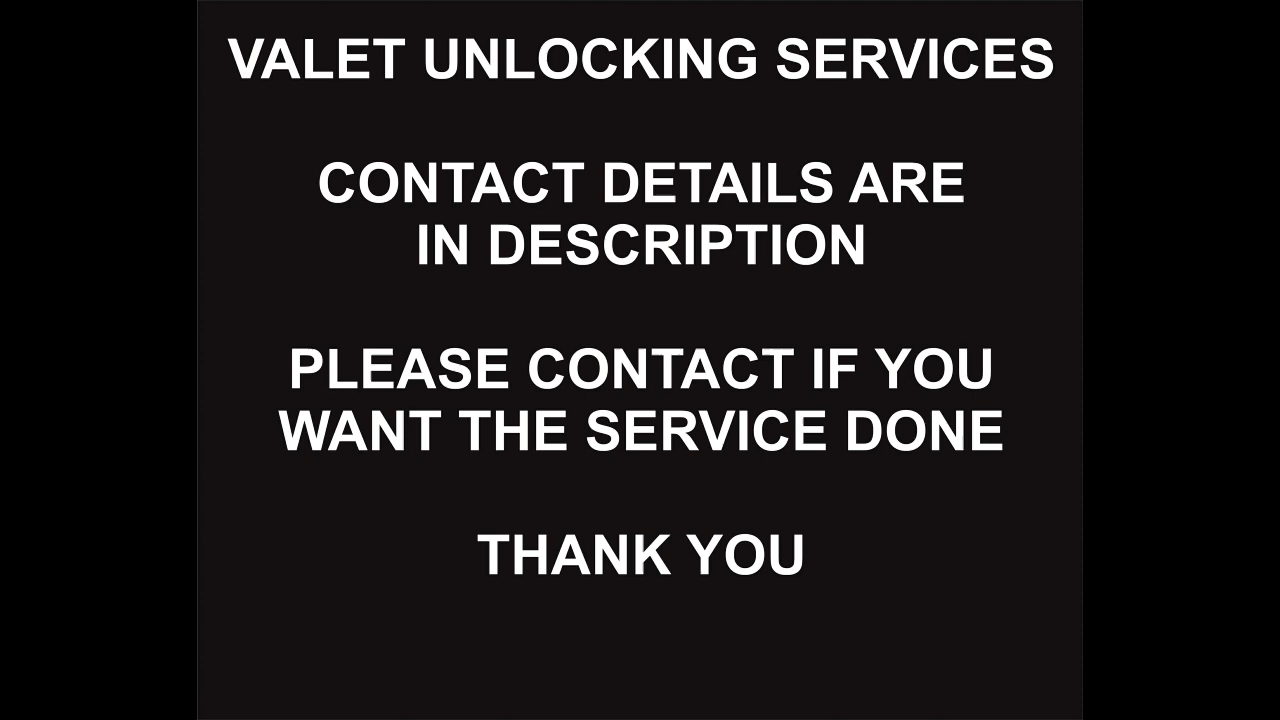 VALET UNLOCKING SERVICES
CONTACT DETAILS ARE
IN DESCRIPTION
PLEASE CONTACT IF YOU
WANT THE SERVICE DONE
THANK YOU